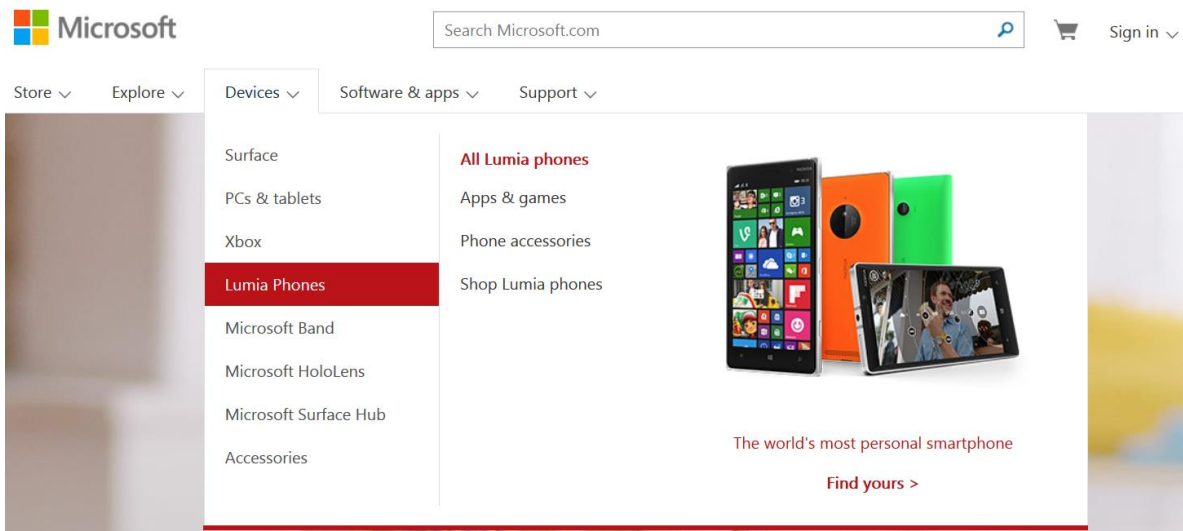 Microsoft
Search Microsoft.com
Sign in
Store
Explore
Devices
Software & apps
Support
Surface
PCs & tablets
Xbox
Lumia Phones
Microsoft Band
Microsoft HoloLens
Microsoft Surface Hub
Accessories
All Lumia phones
Apps & games
Phone accessories
Shop Lumia phones
The world's most personal smartphone
Find yours >